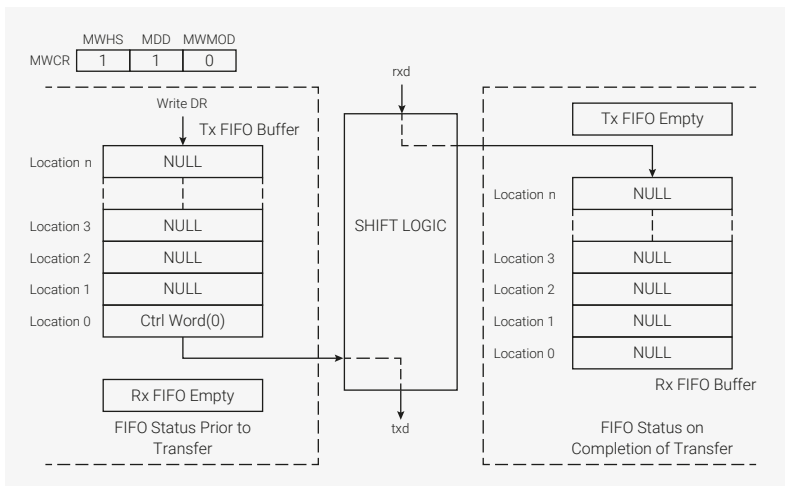 MWHS MDD MWMOD
MWCR 1 1 0
rxd
Write DR
Tx FIFO Buffer
Location n NULL
Location 3 NULL
Location 2 NULL
Location 1 NULL
Location 0 Ctrl Word(0)
Rx FIFO Empty
FIFO Status Prior to
Transfer
SHIFT LOGIC
txd
Tx FIFO Empty
Location n NULL
Location 3 NULL
Location 2 NULL
Location 1 NULL
Location 0 NULL
Rx FIFO Buffer
FIFO Status on
Completion of Transfer